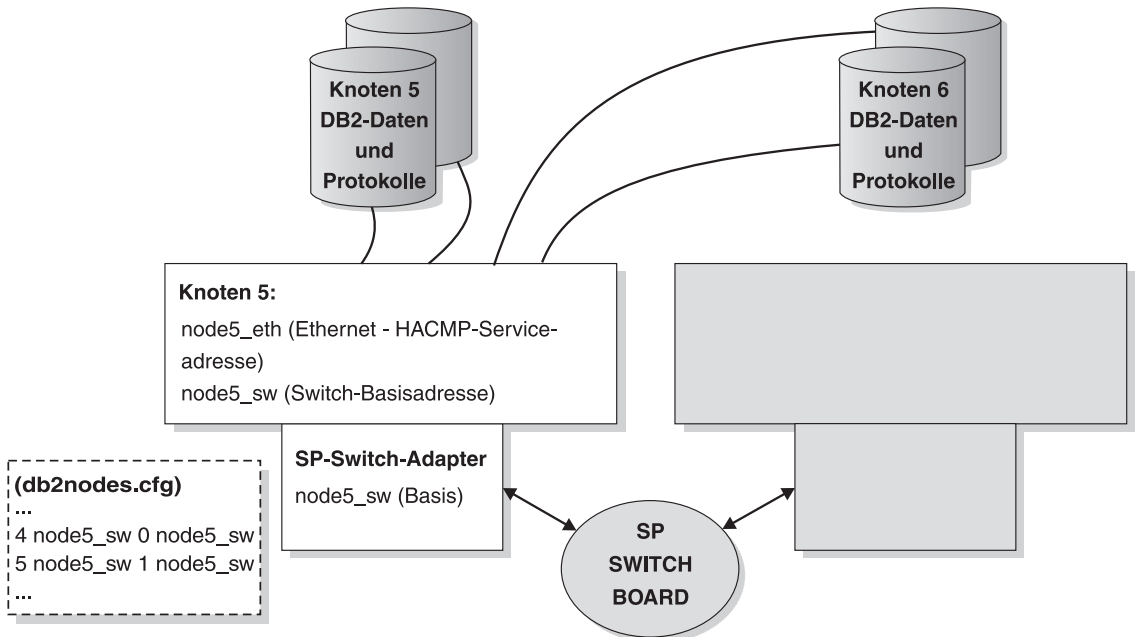 Knoten 5
DB2-Daten
und
Protokolle
Knoten 6
DB2-Daten
und
Protokolle
Knoten 5:
node5_eth (Ethernet - HACMP-Service-
adresse)
node5_sw (Switch-Basisadresse)
SP-Switch-Adapter
node5_sw (Basis)
(db2nodes.cfg)
...
4 node5_sw 0 node5_sw
5 node5_sw 1 node5_sw
...
SP
SWITCH
BOARD